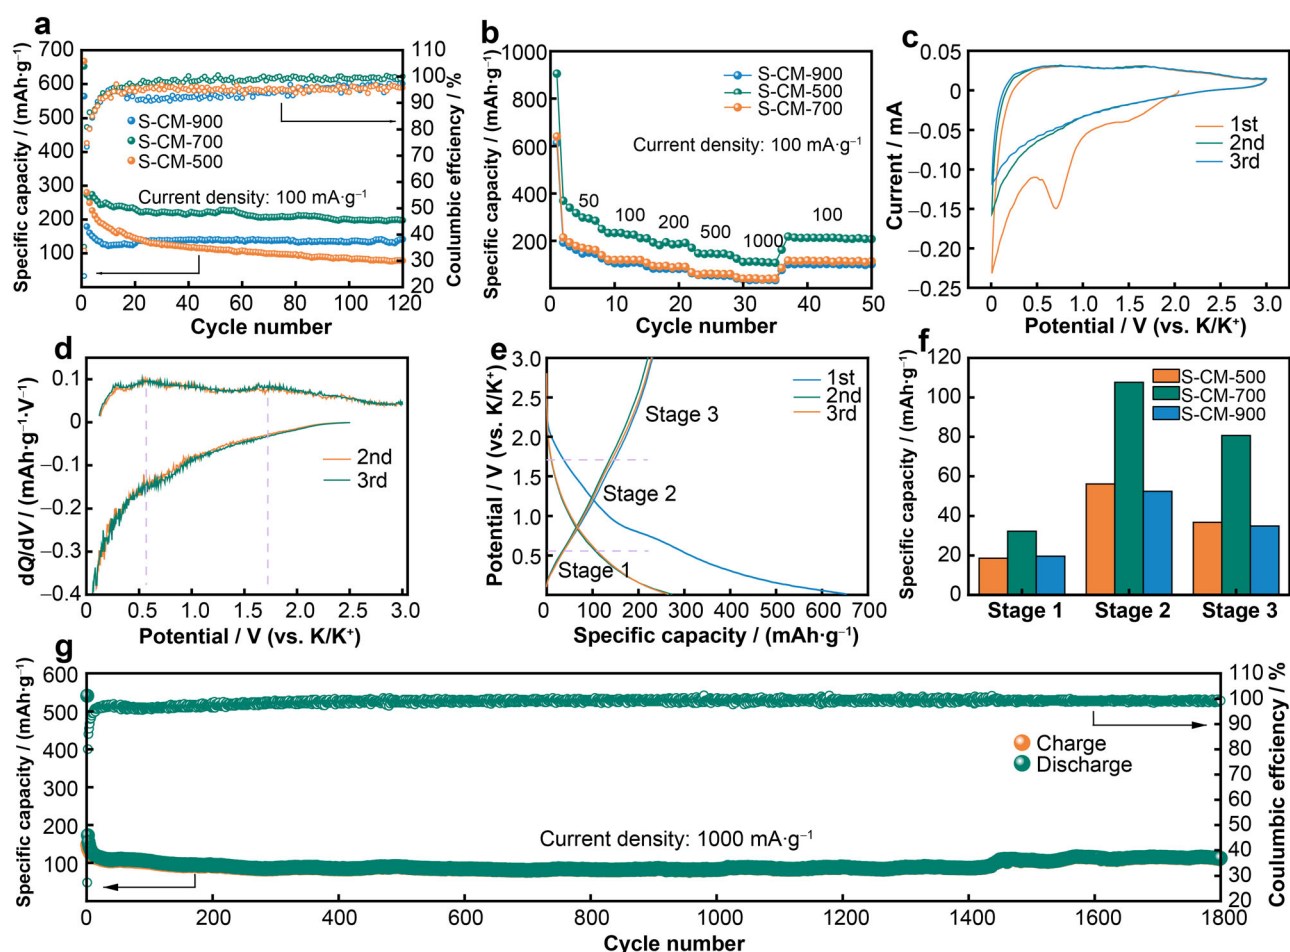 a
Specific capacity / (mAh·g⁻¹)
700
600
500
400
300
200
100
0
20
40
60
80
100
120
Cycle number
110
100
90
80
70
60
50
40
30
20
Coulumbic effciency / %
S-CM-900
S-CM-700
S-CM-500
Current density: 100 mA·g⁻¹
b
Specific capacity / (mAh·g⁻¹)
1000
800
600
400
200
0
10
20
30
40
50
Cycle number
S-CM-900
S-CM-500
S-CM-700
Current density: 100 mA·g⁻¹
50
100
200
500
1000
100
c
Current / mA
0.05
0
−0.05
−0.10
−0.15
−0.20
−0.25
0
0.5
1.0
1.5
2.0
2.5
3.0
Potential / V (vs. K/K⁺)
1st
2nd
3rd
d
dQ/dV / (mAh·g⁻¹·V⁻¹)
0.1
0
−0.1
−0.2
−0.3
−0.4
0
0.5
1.0
1.5
2.0
2.5
3.0
Potential / V (vs. K/K⁺)
2nd
3rd
e
Potential / V (vs. K/K⁺)
3.0
2.5
2.0
1.5
1.0
0.5
0
100
200
300
400
500
600
700
Specific capacity / (mAh·g⁻¹)
1st
2nd
3rd
Stage 3
Stage 2
Stage 1
f
Specific capacity / (mAh·g⁻¹)
120
100
80
60
40
20
0
Stage 1
Stage 2
Stage 3
S-CM-500
S-CM-700
S-CM-900
g
Specific capacity / (mAh·g⁻¹)
600
500
400
300
200
100
0
0
200
400
600
800
1000
1200
1400
1600
1800
Cycle number
110
100
90
80
70
60
50
40
30
20
Coulumbic effciency / %
Charge
Discharge
Current density: 1000 mA·g⁻¹